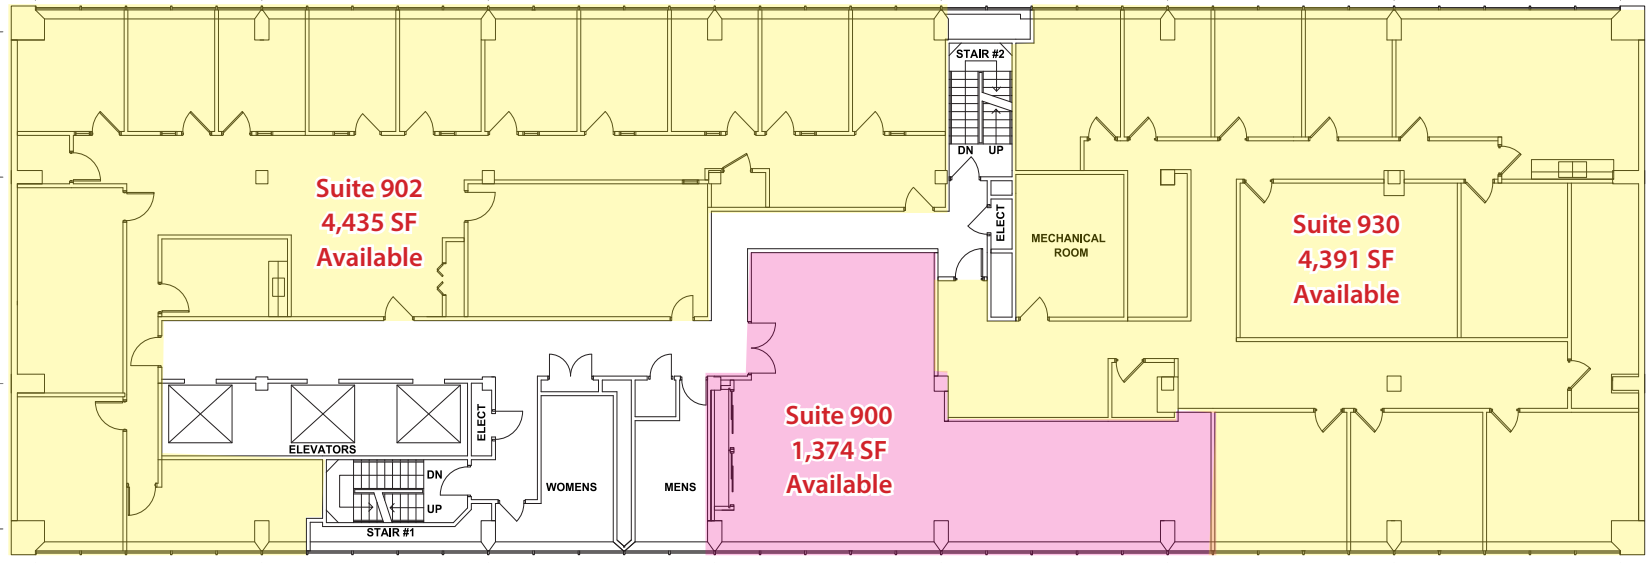 STAIR #2
DN UP
Suite 902
4,435 SF
Available
ELECT
MECHANICAL
ROOM
Suite 930
4,391 SF
Available
Suite 900
1,374 SF
Available
ELEVATORS
ELECT
DN
UP
STAIR #1
WOMENS
MENS